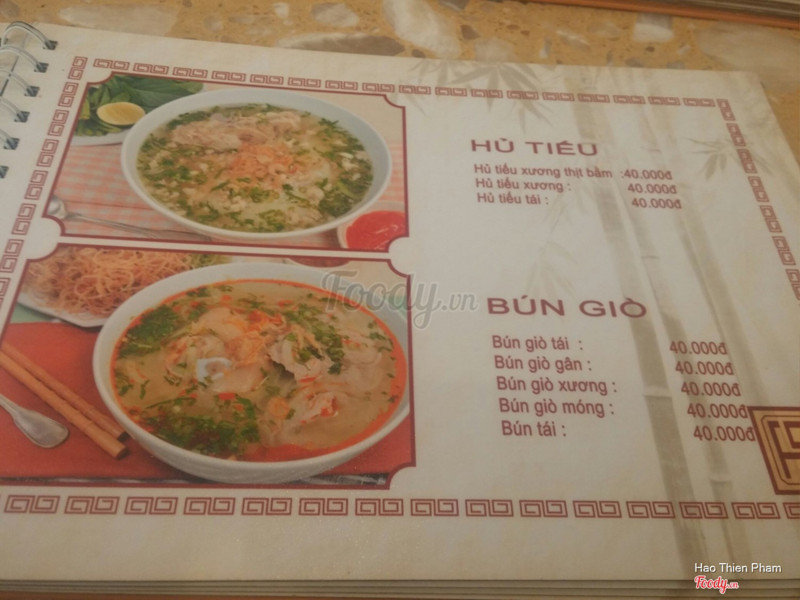 HỦ TIẾU
Hủ tiếu xương thịt bằm :40.000đ
Hủ tiếu xương : 40.000đ
Hủ tiếu tái : 40.000đ
Foody.vn
BÚN GIÒ
Bún giò tái : 40.000đ
Bún giò gân : 40.000đ
Bún giò xương : 40.000đ
Bún giò móng : 40.000đ
Bún tái : 40.000đ
Hao Thien Pham
Foody.vn